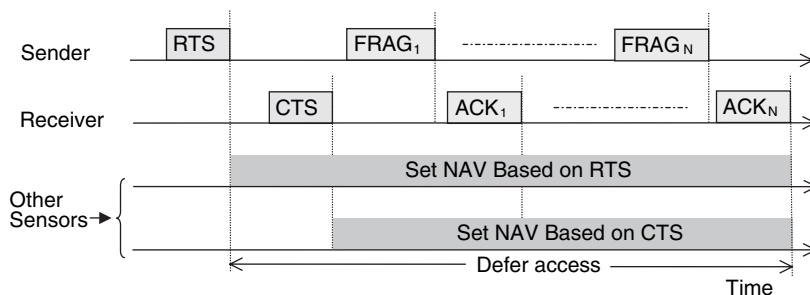 Sender RTS FRAG1 FRAGN
Receiver CTS ACK1 ACKN
Other
Sensors
Set NAV Based on RTS
Set NAV Based on CTS
Defer access
Time